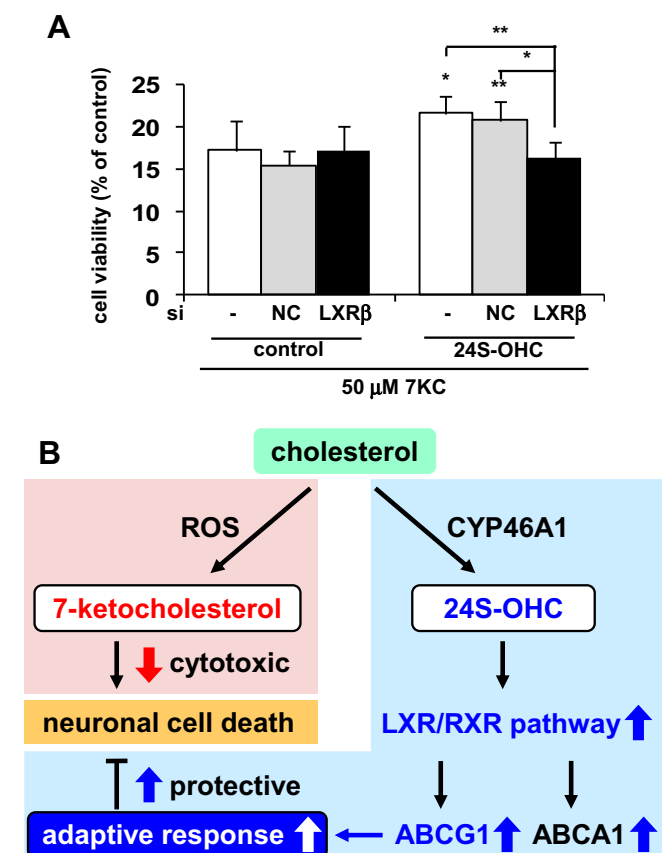 A
cell viability (% of control)
25
20
15
10
5
0
**
*
*
**
si - NC LXRβ - NC LXRβ
control 24S-OHC
50 μM 7KC
B
cholesterol
ROS CYP46A1
7-ketocholesterol 24S-OHC
cytotoxic
neuronal cell death LXR/RXR pathway
protective
adaptive response ABCG1 ABCA1